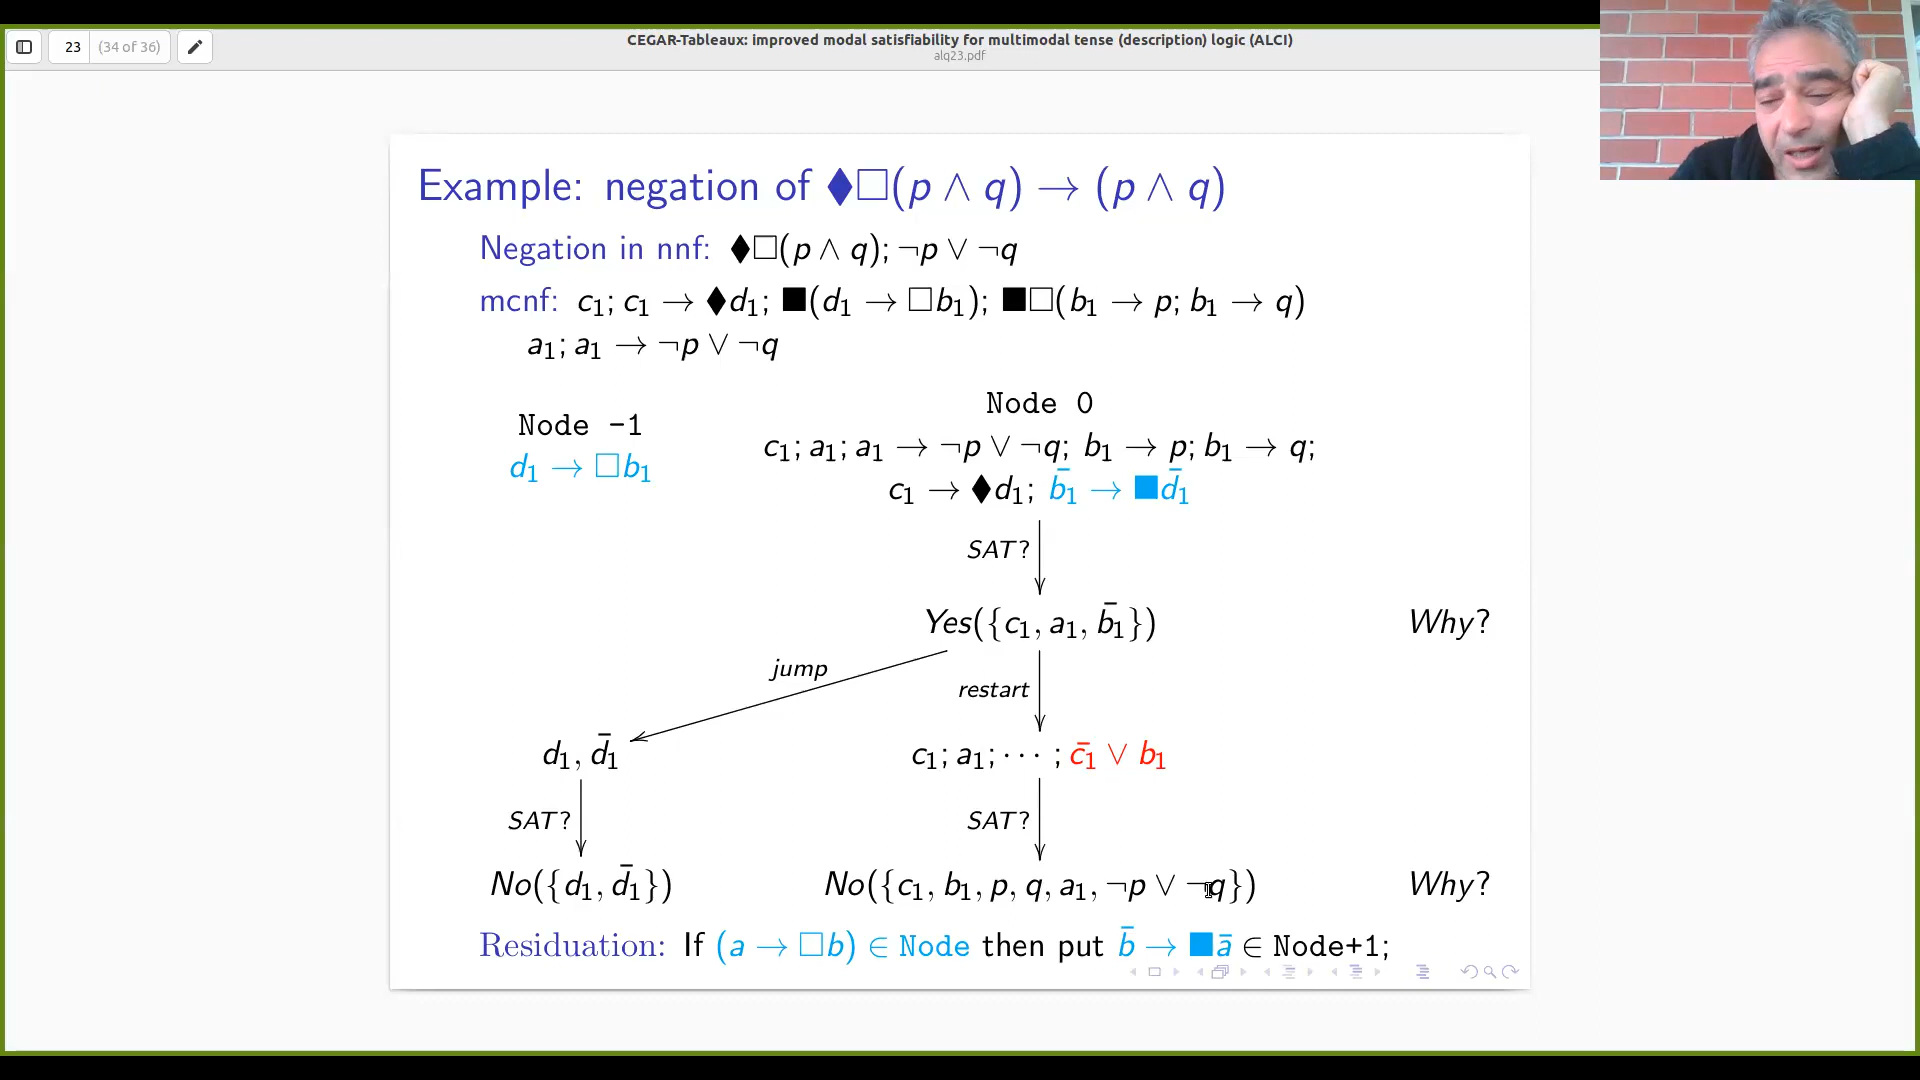 23 (34 of 36)
CEGAR-Tableaux: improved modal satisfiability for multimodal tense (description) logic (ALCI)
alq23.pdf
Example: negation of ⧫□(p ∧ q) → (p ∧ q)
Negation in nnf: ⧫□(p ∧ q); ¬p ∨ ¬q
mcnf: c₁; c₁ → ⧫d₁; ■(d₁ → □b₁); ■□(b₁ → p; b₁ → q)
a₁; a₁ → ¬p ∨ ¬q
Node -1
d₁ → □b₁
Node 0
c₁; a₁; a₁ → ¬p ∨ ¬q; b₁ → p; b₁ → q;
c₁ → ⧫d₁; b̄₁ → ■d̄₁
SAT?
Yes({c₁, a₁, b̄₁}) Why?
jump restart
d₁, d̄₁ c₁; a₁; ··· ; c̄₁ ∨ b₁
SAT? SAT?
No({d₁, d̄₁}) No({c₁, b₁, p, q, a₁, ¬p ∨ ¬q}) Why?
Residuation: If (a → □b) ∈ Node then put b̄ → ■ā ∈ Node+1;